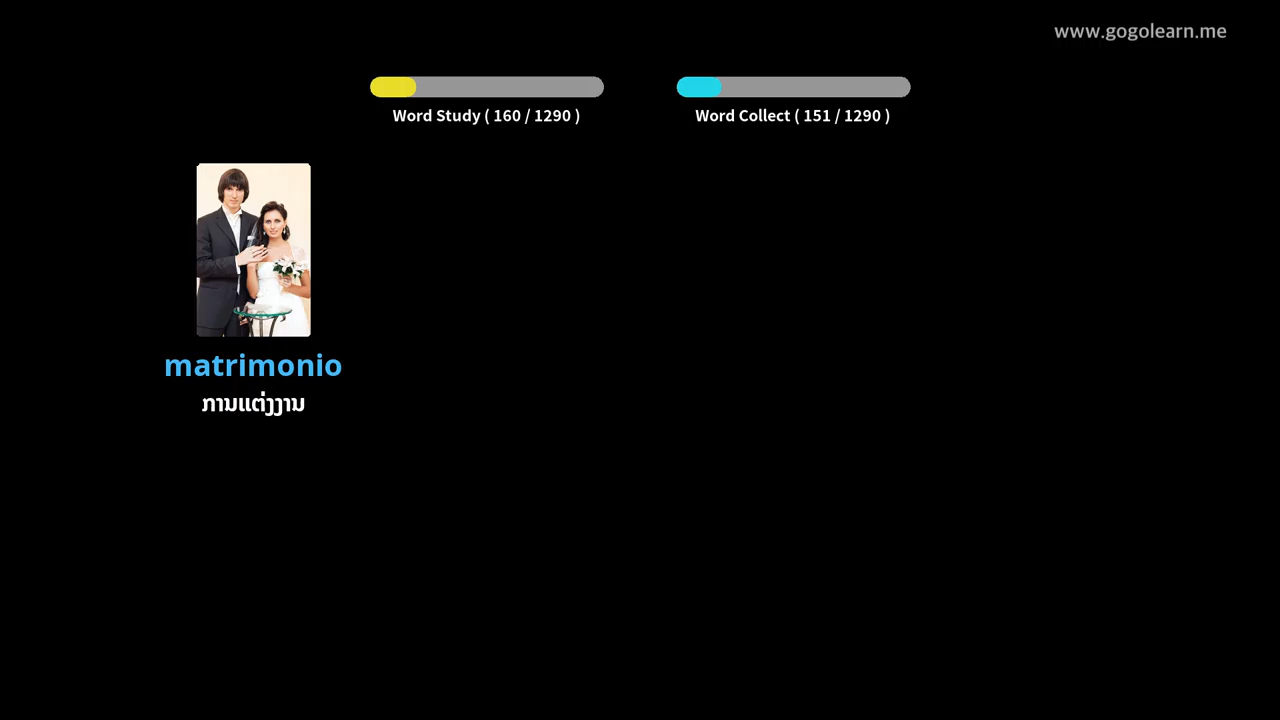 www.gogolearn.me
Word Study ( 160 / 1290 )
Word Collect ( 151 / 1290 )
matrimonio
ການແຕ່ງງານ